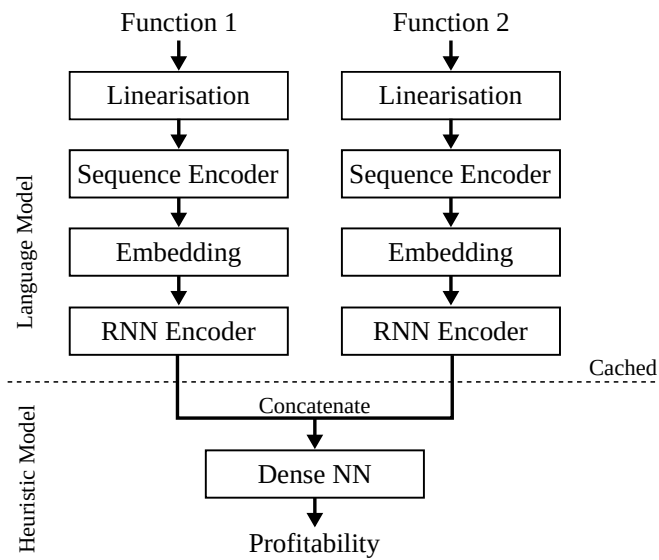 Function 1
Function 2
Linearisation
Linearisation
Sequence Encoder
Sequence Encoder
Embedding
Embedding
RNN Encoder
RNN Encoder
Language Model
Cached
Concatenate
Dense NN
Profitability
Heuristic Model